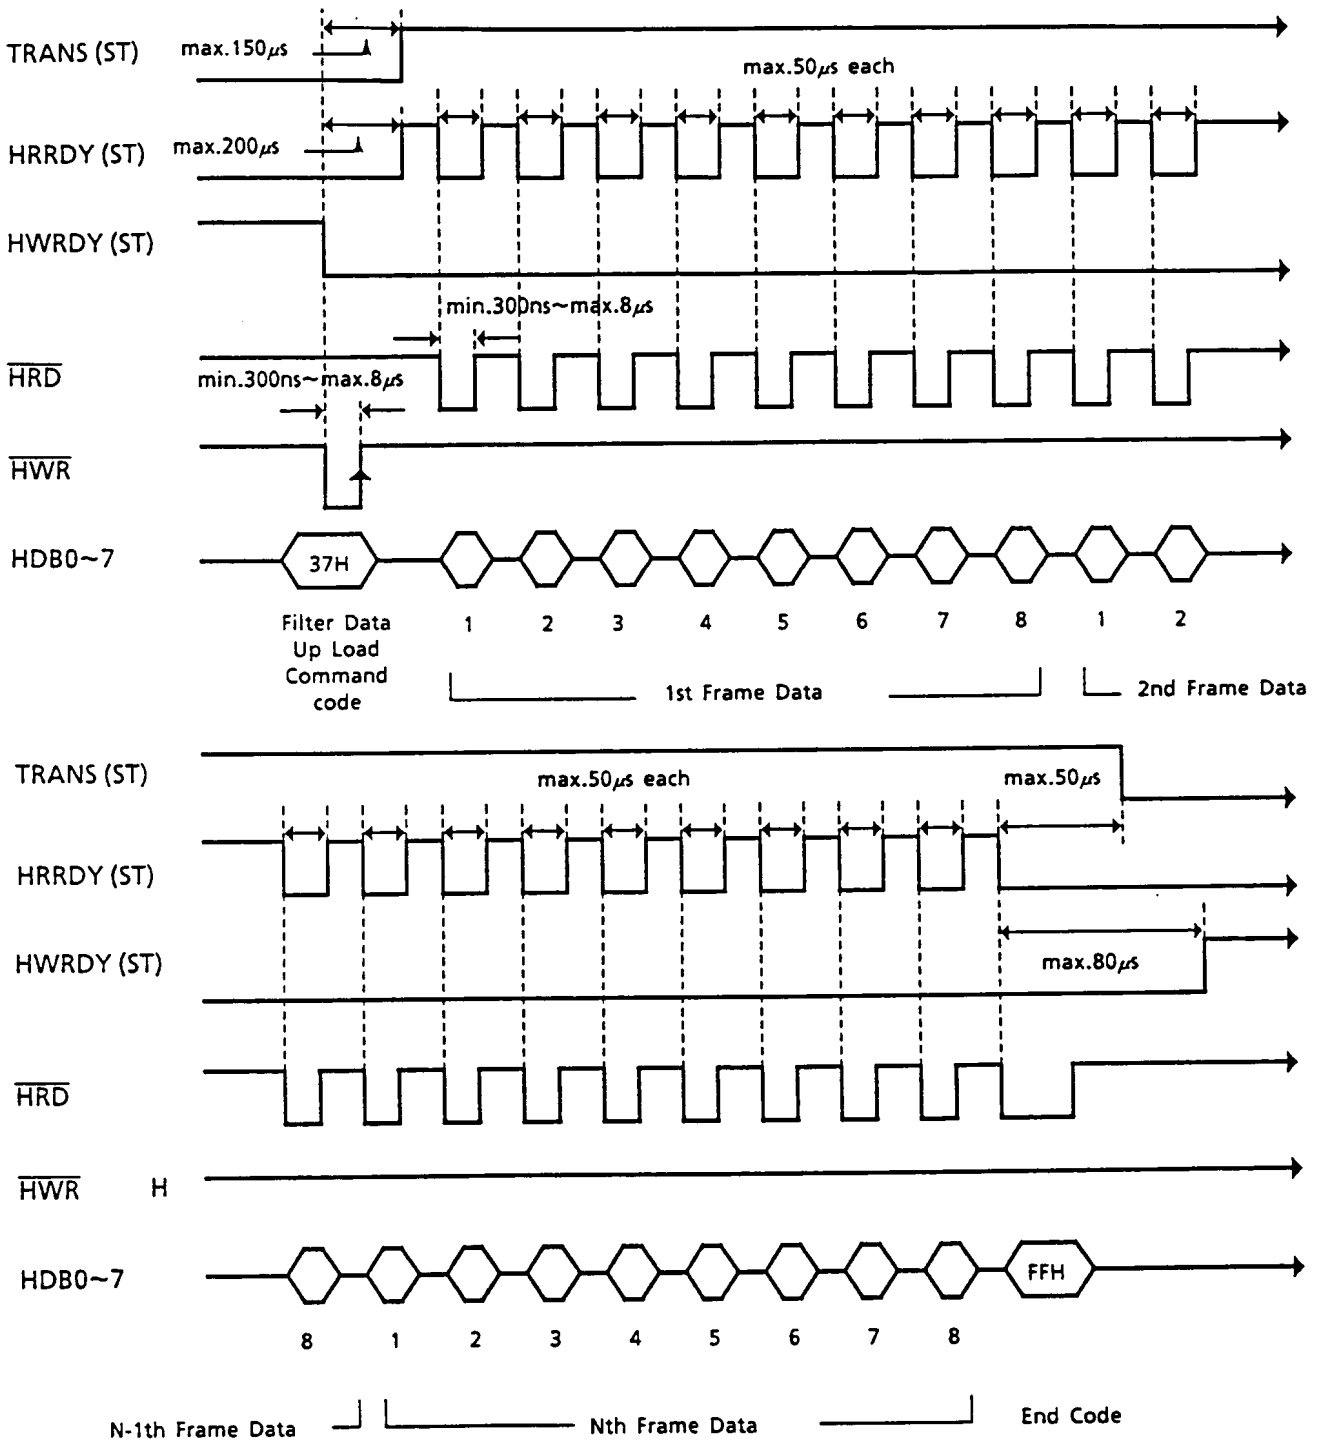 TRANS (ST)
max.150μs
max.50μs each
HRRDY (ST)
max.200μs
HWRDY (ST)
min.300ns~max.8μs
HRD
min.300ns~max.8μs
HWR
HDB0~7
37H
Filter Data
Up Load
Command
code
1 2 3 4 5 6 7 8 1 2
1st Frame Data
2nd Frame Data
TRANS (ST)
max.50μs each
max.50μs
HRRDY (ST)
HWRDY (ST)
max.80μs
HRD
HWR H
HDB0~7
FFH
8 1 2 3 4 5 6 7 8
N-1th Frame Data
Nth Frame Data
End Code